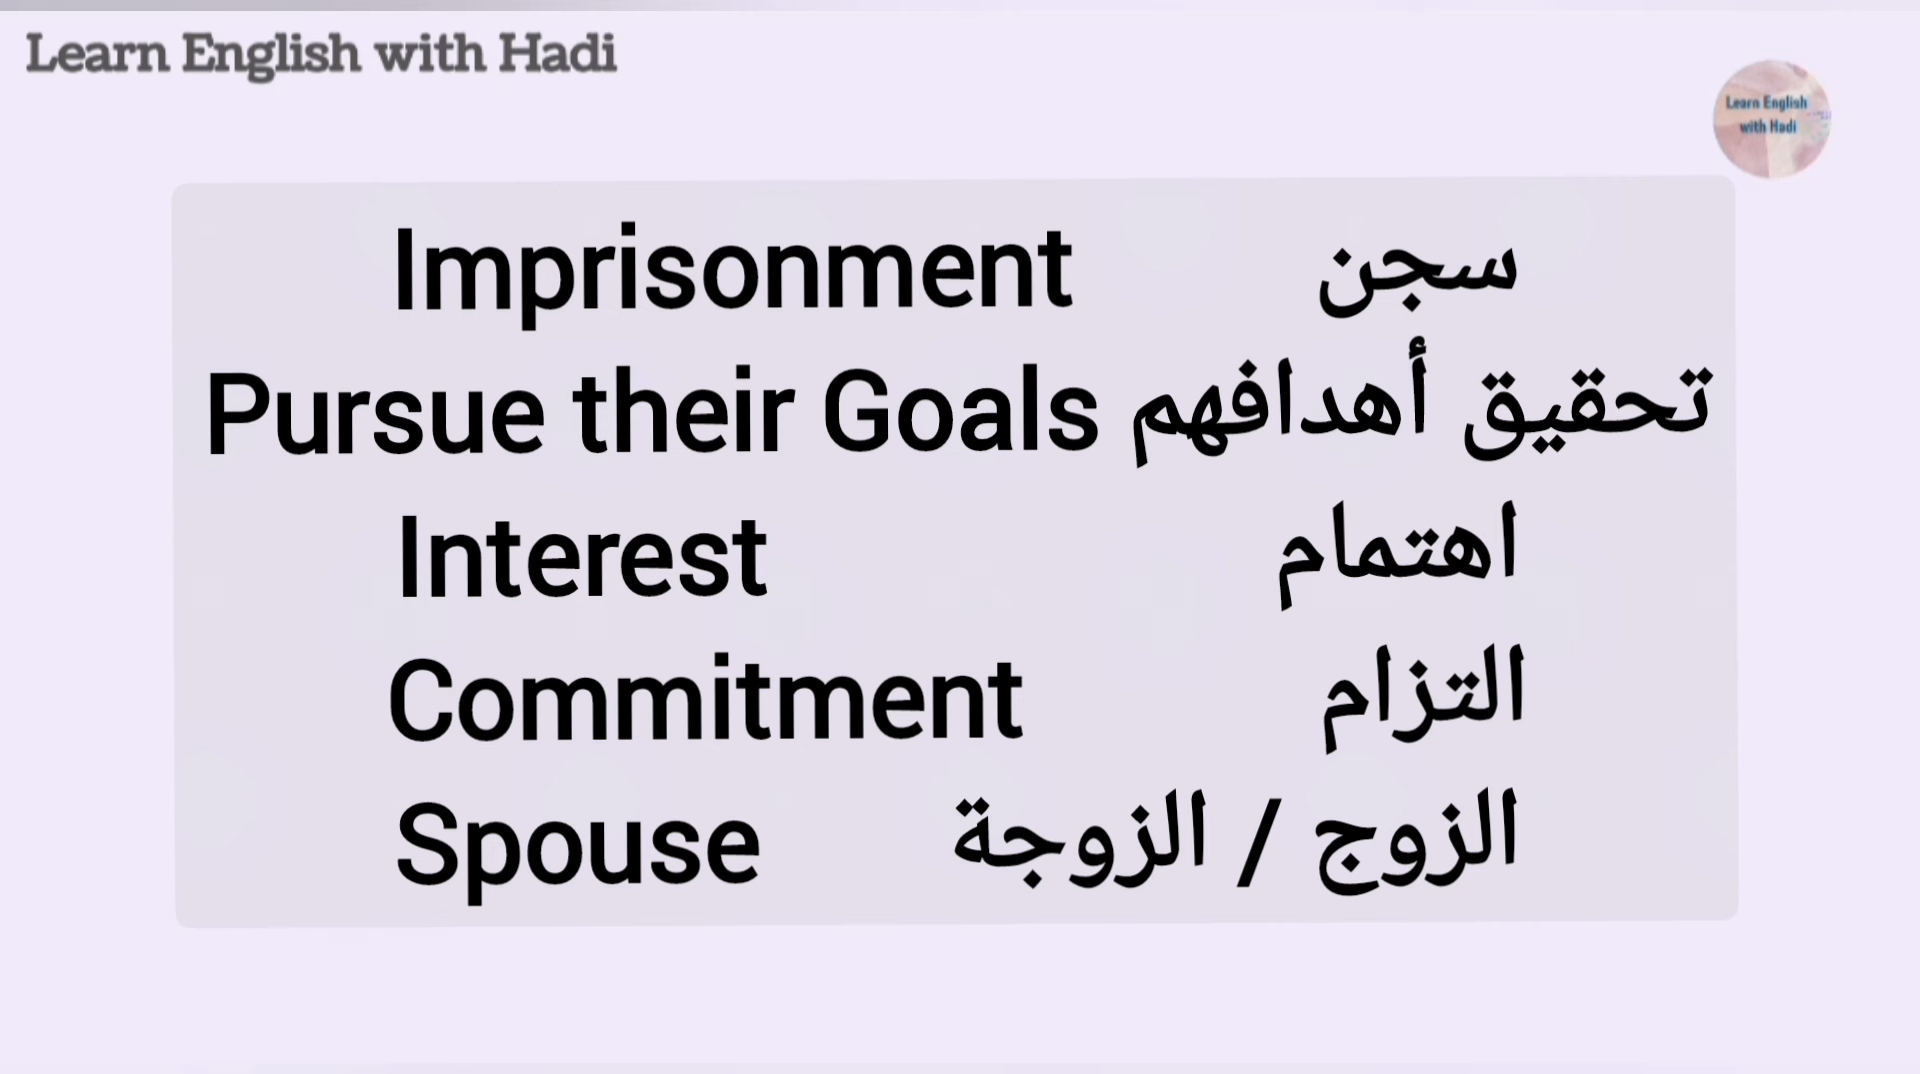 Learn English with Hadi
Learn English
with Hadi
Imprisonment سجن
Pursue their Goals تحقيق أهدافهم
Interest اهتمام
Commitment التزام
Spouse الزوج / الزوجة